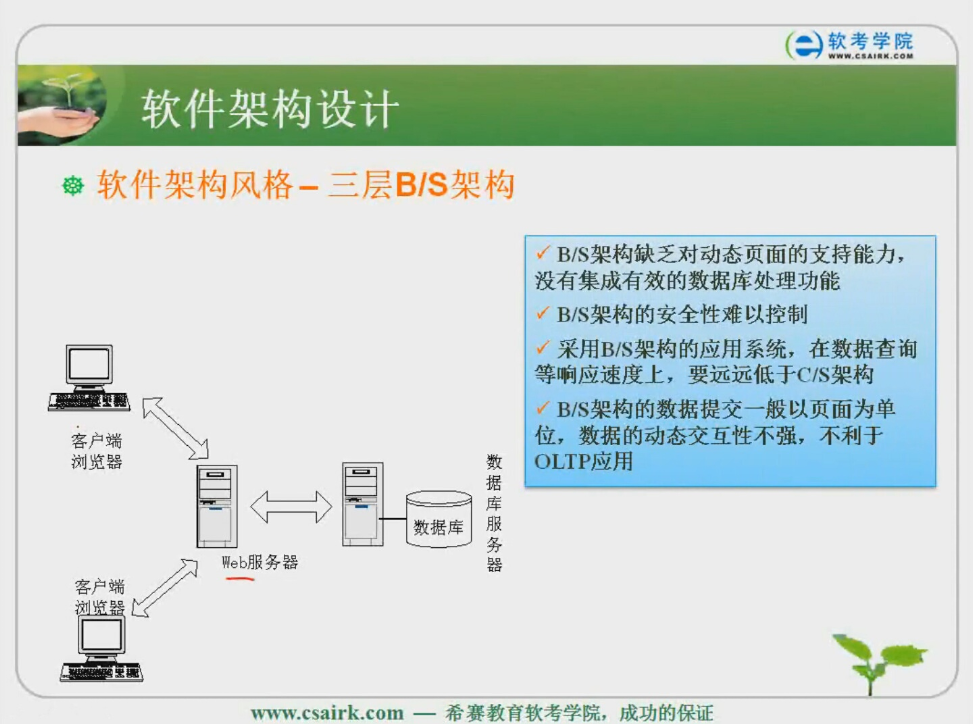 软考学院
WWW.CSAIRK.COM
软件架构设计
软件架构风格 – 三层B/S架构
✓ B/S架构缺乏对动态页面的支持能力，
没有集成有效的数据库处理功能
✓ B/S架构的安全性难以控制
✓ 采用B/S架构的应用系统，在数据查询
等响应速度上，要远远低于C/S架构
✓ B/S架构的数据提交一般以页面为单
位，数据的动态交互性不强，不利于
OLTP应用
客户端
浏览器
Web服务器
数据库
数据库服务器
客户端
浏览器
www.csairk.com — 希赛教育软考学院，成功的保证